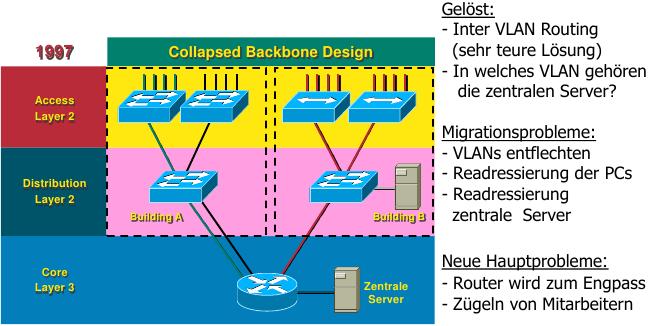 1997
Collapsed Backbone Design
Access
Layer 2
Distribution
Layer 2
Building A
Building B
Core
Layer 3
Zentrale
Server
Gelöst:
- Inter VLAN Routing
(sehr teure Lösung)
- In welches VLAN gehören
die zentralen Server?
Migrationsprobleme:
- VLANs entflechten
- Readressierung der PCs
- Readressierung
zentrale Server
Neue Hauptprobleme:
- Router wird zum Engpass
- Zügeln von Mitarbeitern